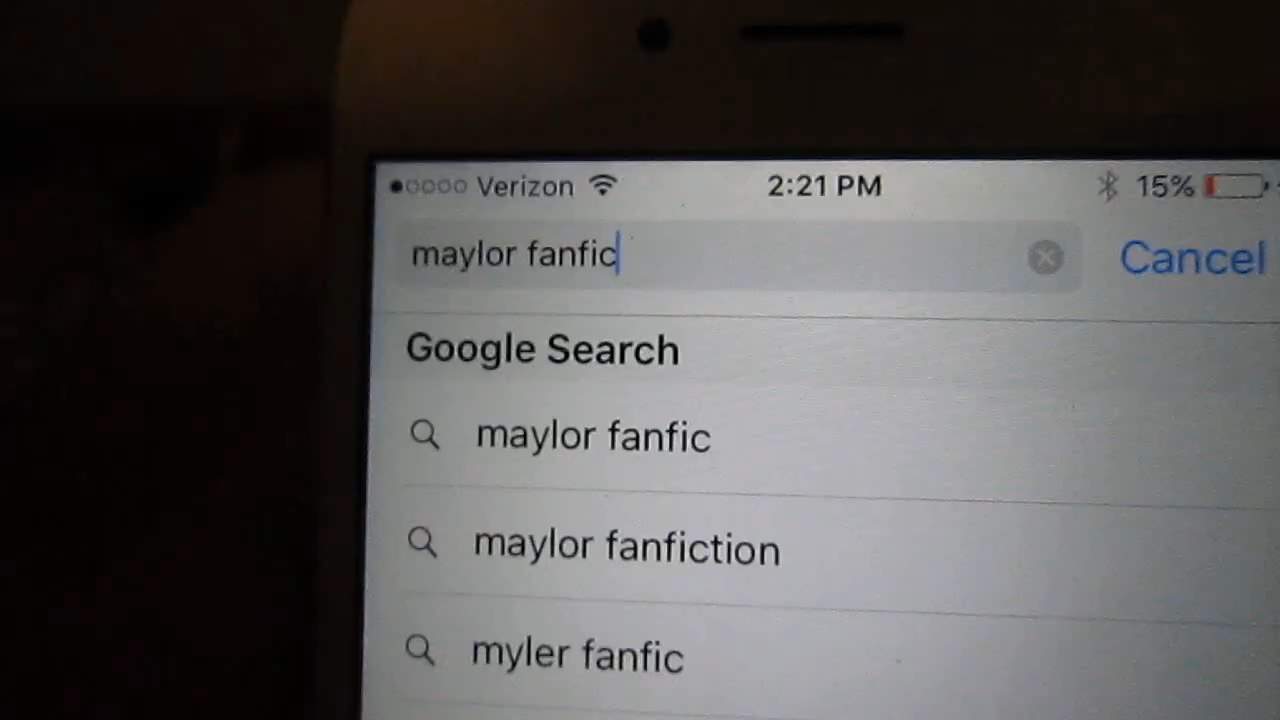 Verizon 2:21 PM 15%
maylor fanfic Cancel
Google Search
maylor fanfic
maylor fanfiction
myler fanfic